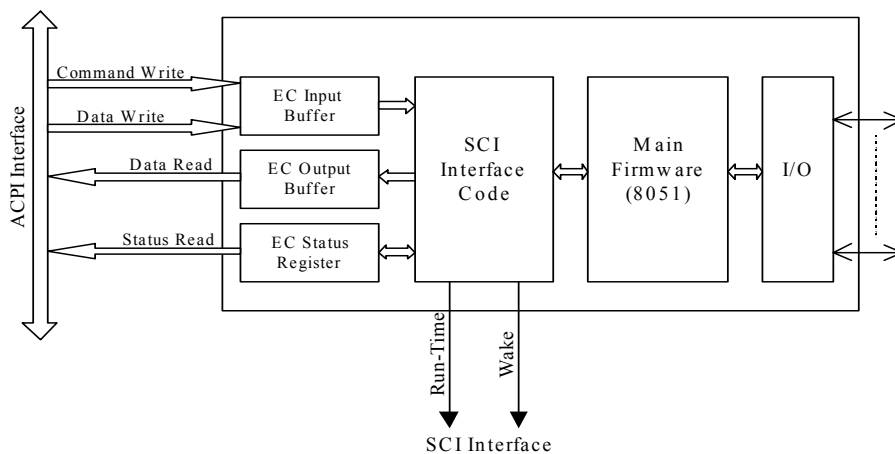 ACPI Interface
Command Write
Data Write
Data Read
Status Read
EC Input
Buffer
EC Output
Buffer
EC Status
Register
SCI
Interface
Code
Main
Firmware
(8051)
I/O
Run-Time
Wake
SCI Interface